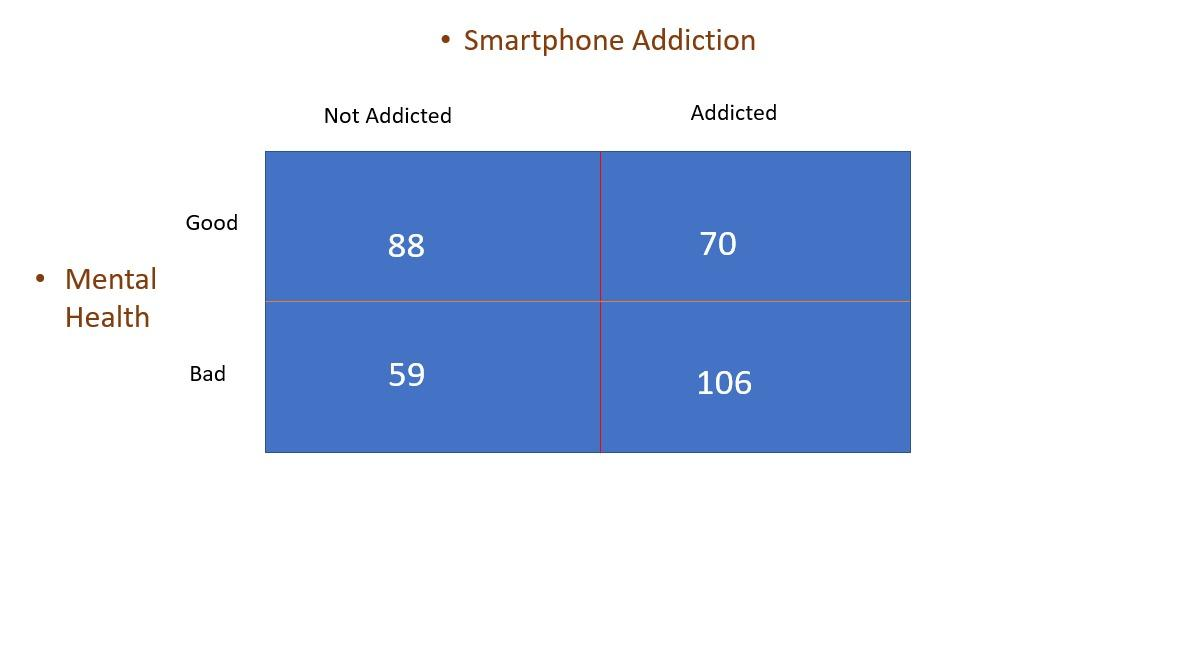 • Smartphone Addiction
Not Addicted Addicted
Good 88 70
• Mental
Health
Bad 59 106